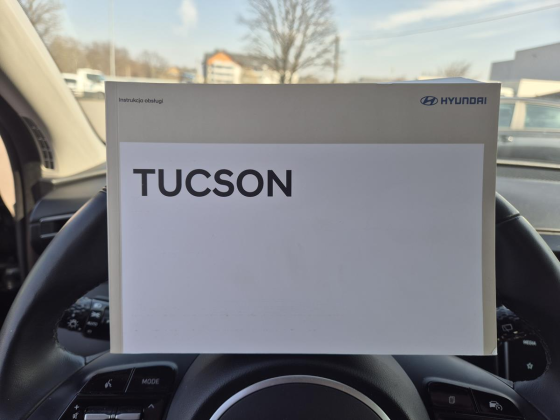 Instrukcja obsługi
HYUNDAI
TUCSON
MODE